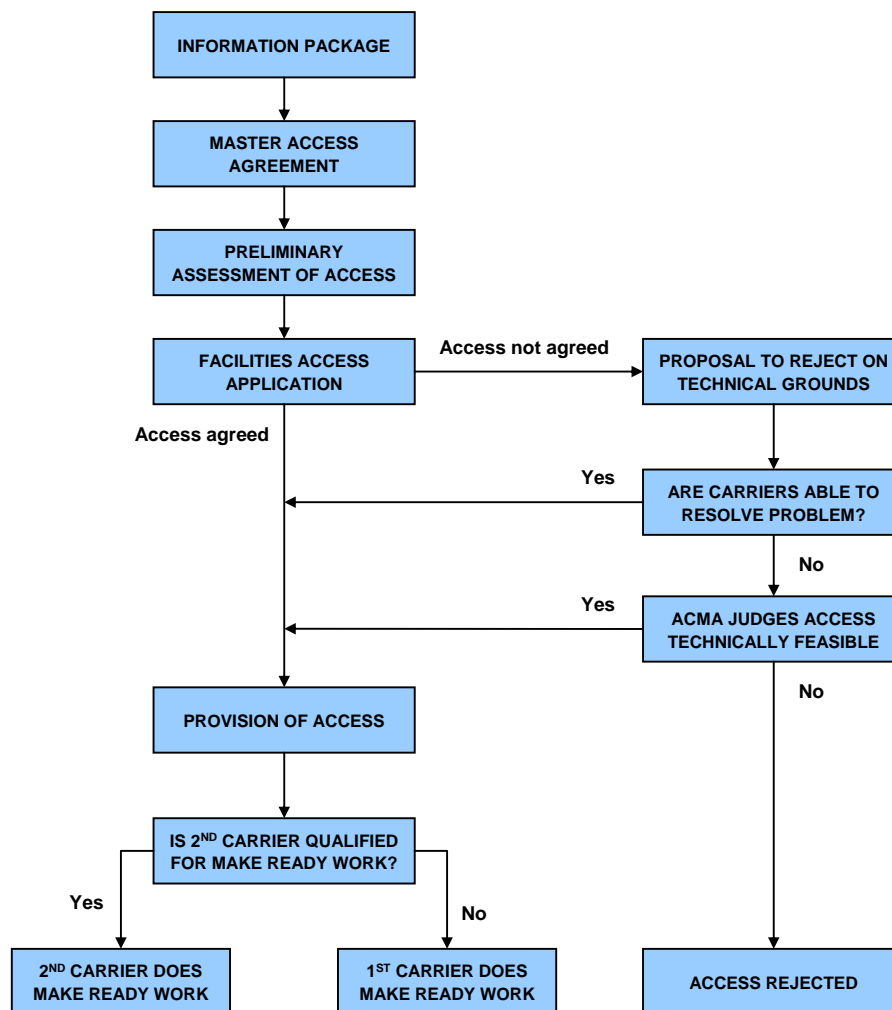 INFORMATION PACKAGE
MASTER ACCESS
AGREEMENT
PRELIMINARY
ASSESSMENT OF ACCESS
FACILITIES ACCESS
APPLICATION
Access not agreed
PROPOSAL TO REJECT ON
TECHNICAL GROUNDS
Access agreed
Yes
ARE CARRIERS ABLE TO
RESOLVE PROBLEM?
No
Yes
ACMA JUDGES ACCESS
TECHNICALLY FEASIBLE
No
PROVISION OF ACCESS
IS 2ND CARRIER QUALIFIED
FOR MAKE READY WORK?
Yes
No
2ND CARRIER DOES
MAKE READY WORK
1ST CARRIER DOES
MAKE READY WORK
ACCESS REJECTED